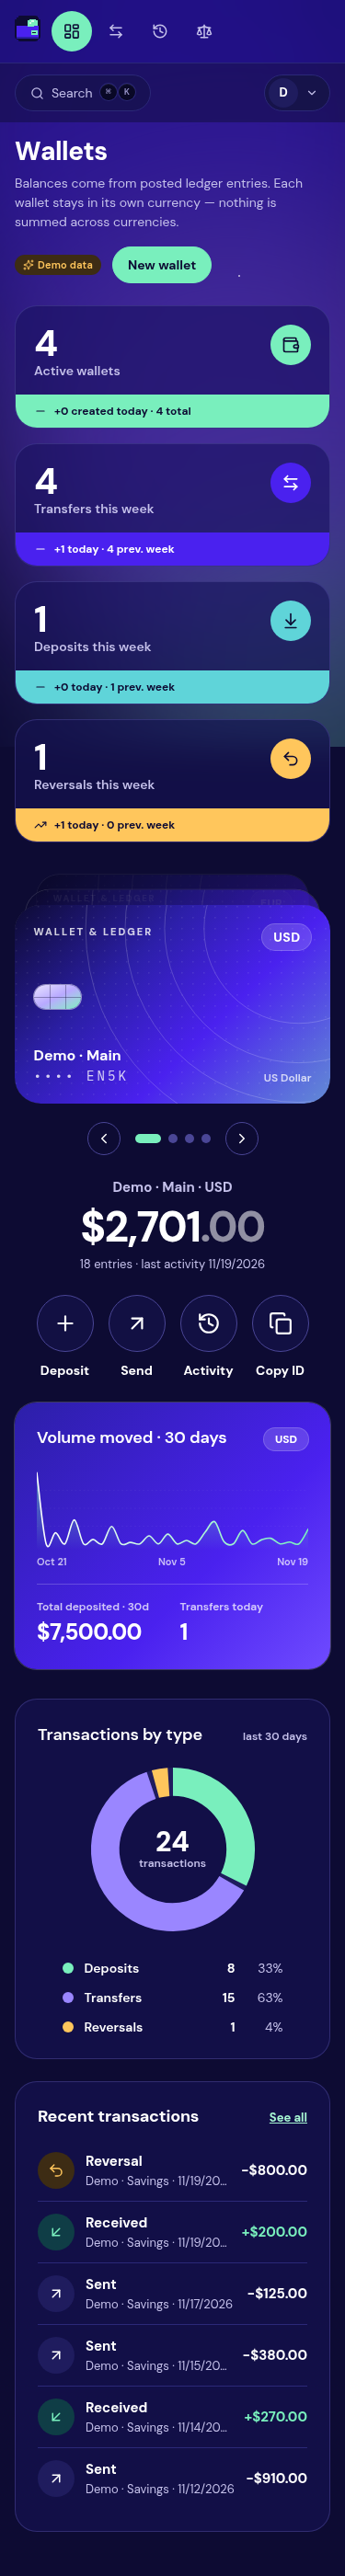 Search ⌘ K
D
Wallets
Balances come from posted ledger entries. Each
wallet stays in its own currency — nothing is
summed across currencies.
Demo data
New wallet
4
Active wallets
+0 created today · 4 total
4
Transfers this week
+1 today · 4 prev. week
1
Deposits this week
+0 today · 1 prev. week
1
Reversals this week
+1 today · 0 prev. week
WALLET & LEDGER
WALLET & LEDGER
USD
Demo · Main
•••• EN5K
US Dollar
Demo · Main · USD
$2,701.00
18 entries · last activity 11/19/2026
Deposit
Send
Activity
Copy ID
Volume moved · 30 days
USD
Oct 21
Nov 5
Nov 19
Total deposited · 30d
Transfers today
$7,500.00
1
Transactions by type
last 30 days
24
transactions
Deposits 8 33%
Transfers 15 63%
Reversals 1 4%
Recent transactions
See all
Reversal
Demo · Savings · 11/19/20...
-$800.00
Received
Demo · Savings · 11/19/20...
+$200.00
Sent
Demo · Savings · 11/17/2026
-$125.00
Sent
Demo · Savings · 11/15/20...
-$380.00
Received
Demo · Savings · 11/14/20...
+$270.00
Sent
Demo · Savings · 11/12/2026
-$910.00